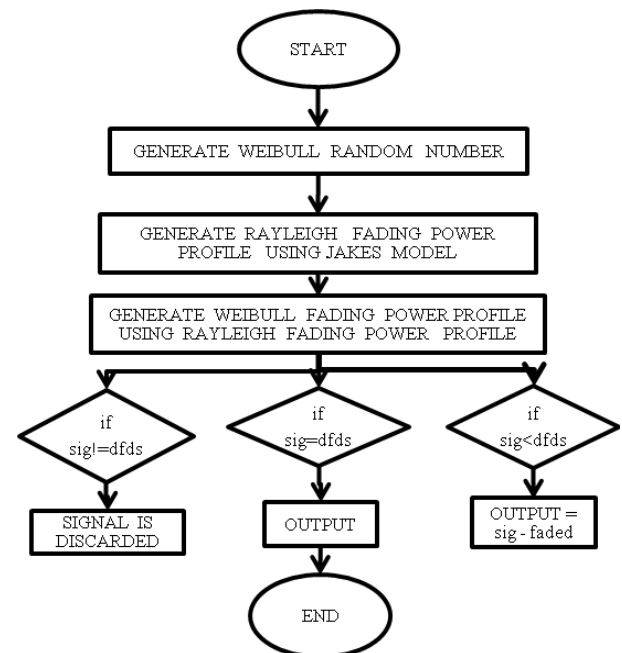 START
GENERATE WEIBULL RANDOM NUMBER
GENERATE RAYLEIGH FADING POWER
PROFILE USING JAKES MODEL
GENERATE WEIBULL FADING POWER PROFILE
USING RAYLEIGH FADING POWER PROFILE
if
sig!=dfds
if
sig=dfds
if
sig<dfds
SIGNAL IS
DISCARDED
OUTPUT
OUTPUT =
sig - faded
END